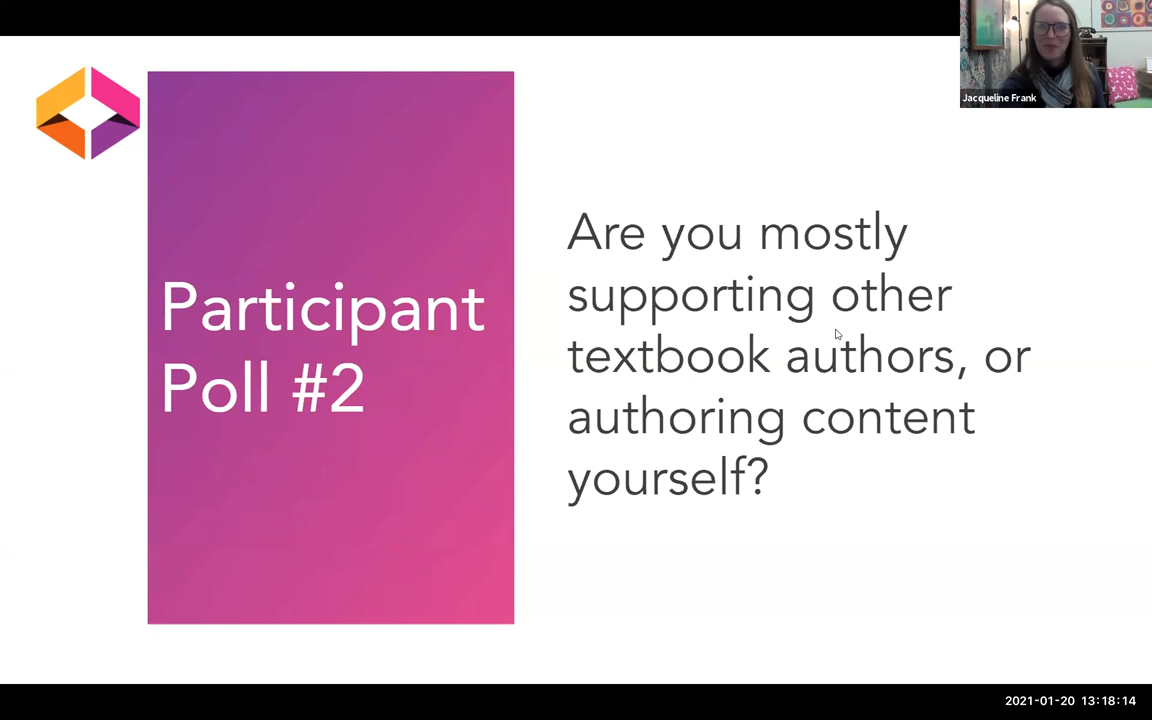 Jacqueline Frank
Participant
Poll #2
Are you mostly
supporting other
textbook authors, or
authoring content
yourself?
2021-01-20 13:18:14